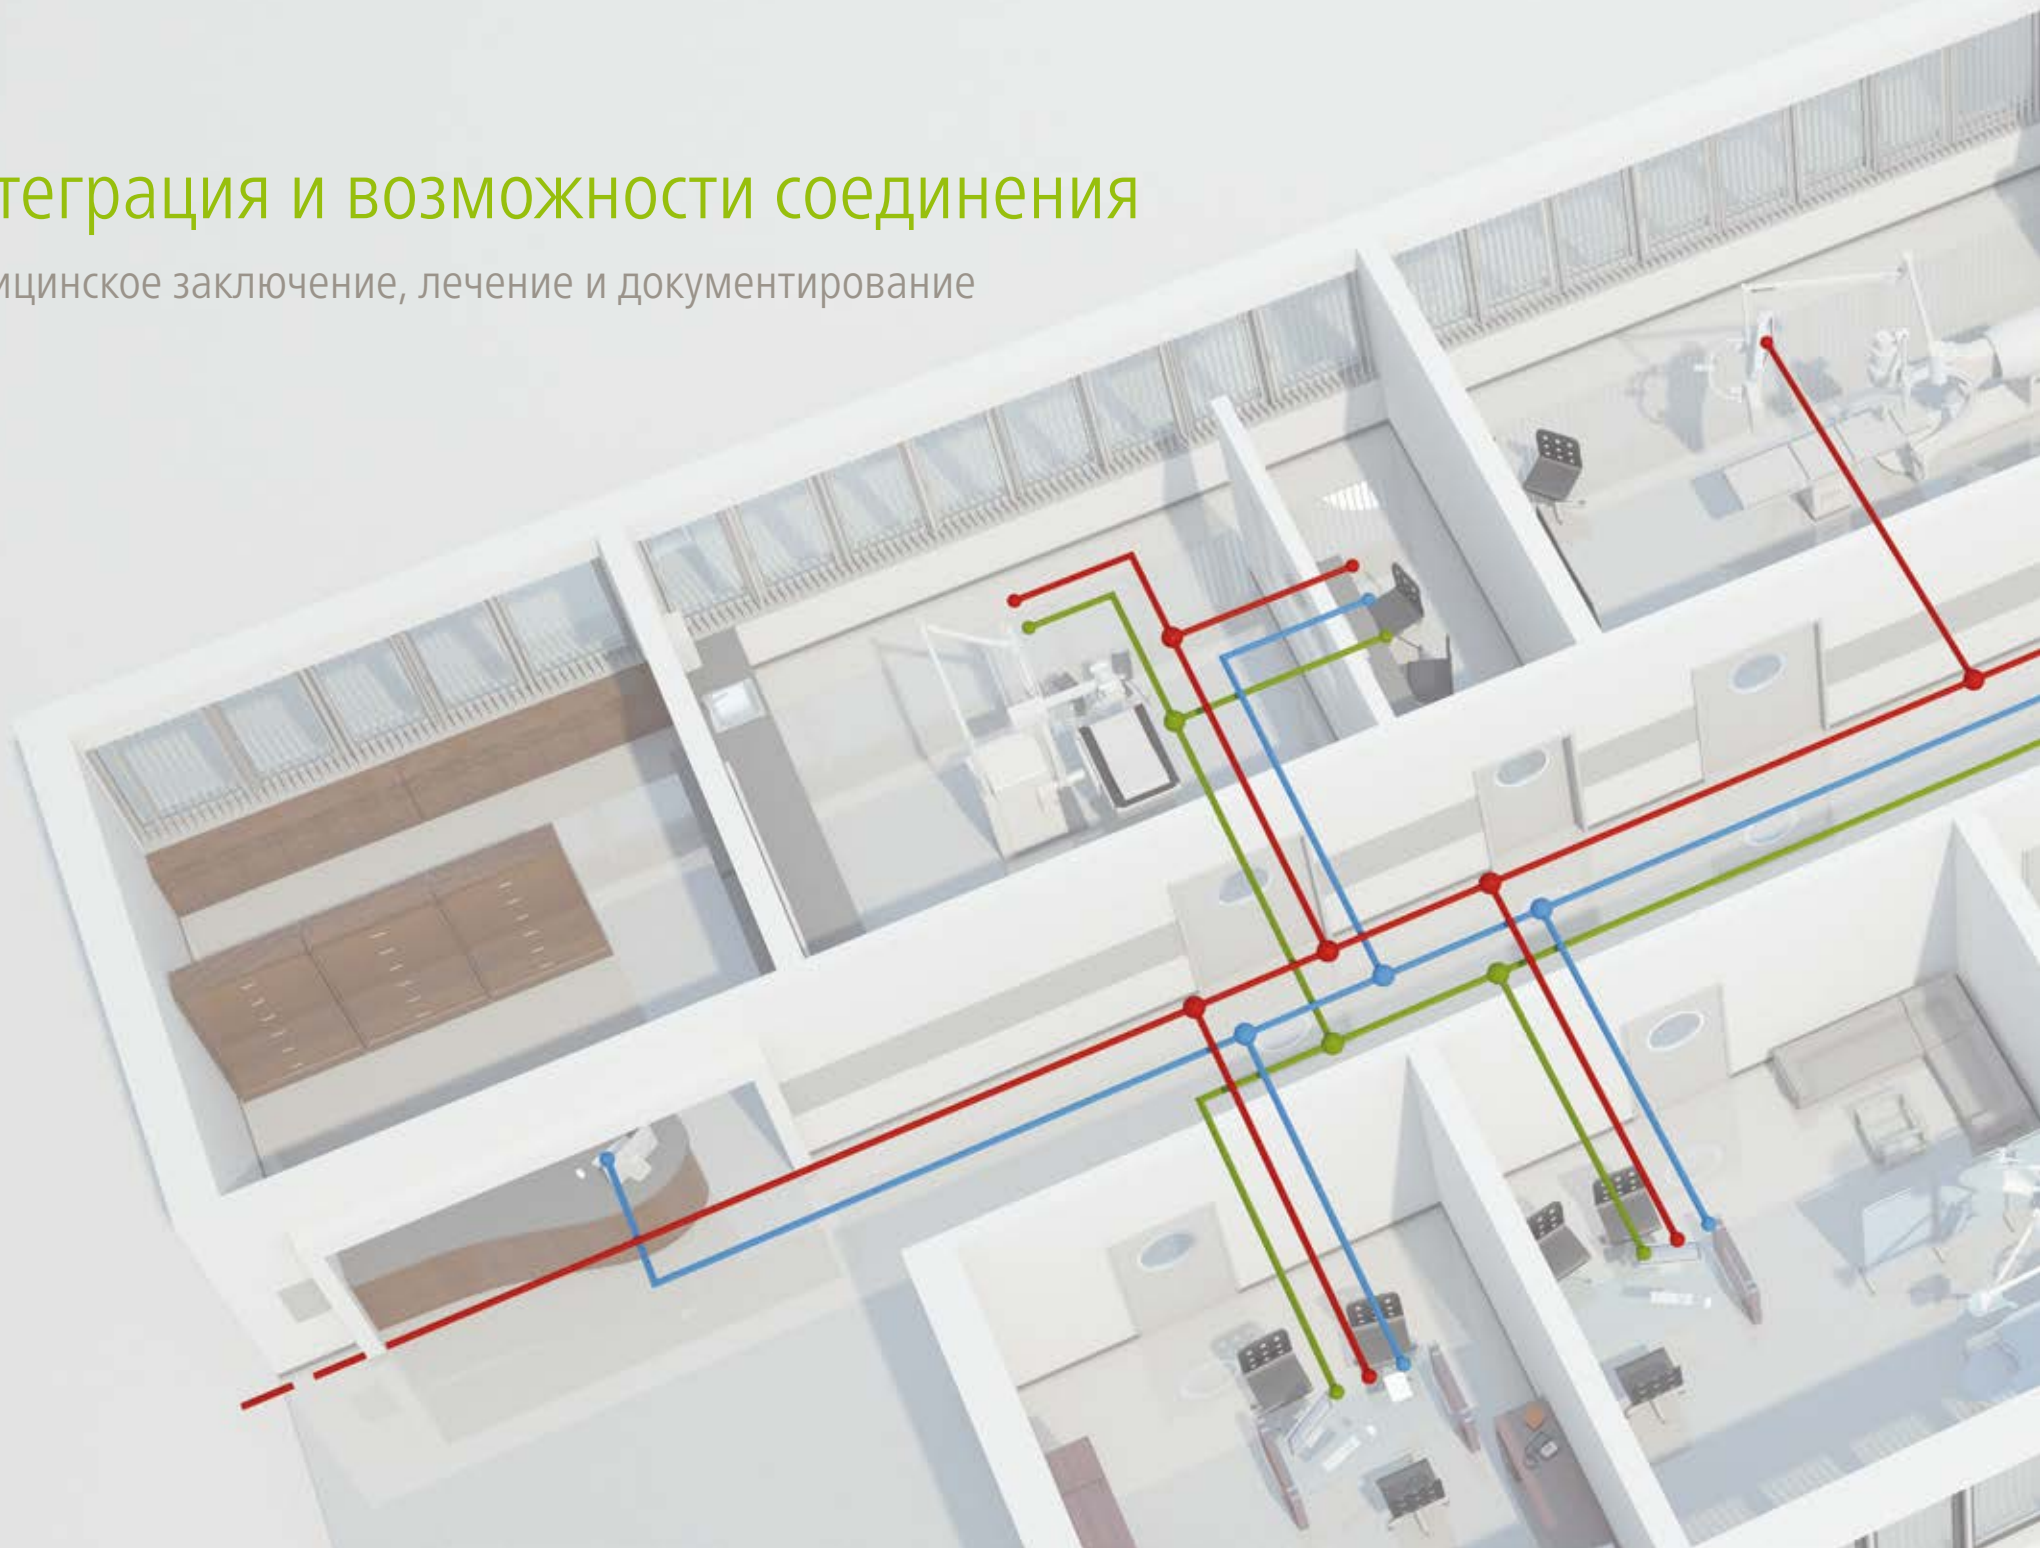 теграция и возможности соединения
ицинское заключение, лечение и документирование